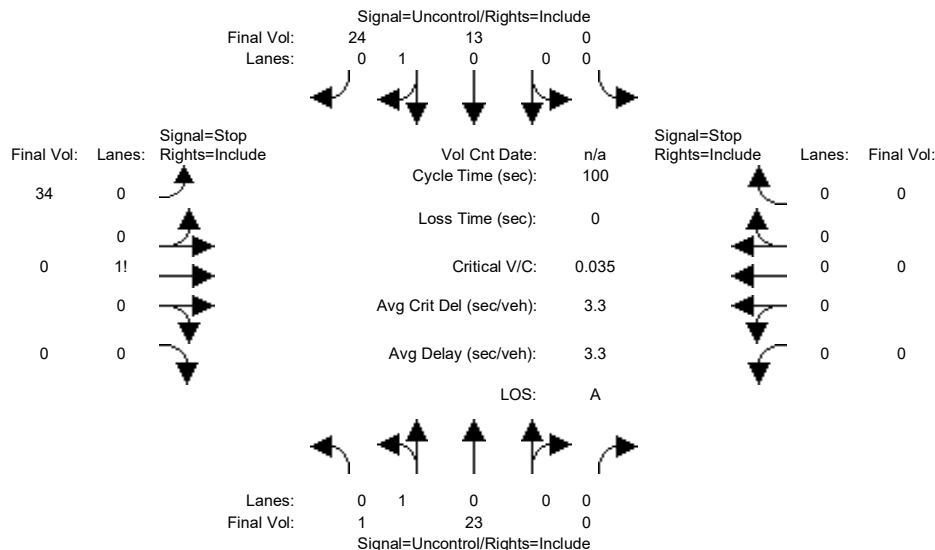 Signal=Uncontrol/Rights=Include
Final Vol: 24 13 0
Lanes: 0 1 0 0 0
Signal=Stop
Final Vol: Lanes: Rights=Include
Vol Cnt Date: n/a
Signal=Stop
Rights=Include Lanes: Final Vol:
Cycle Time (sec): 100
34 0
0 0
Loss Time (sec): 0
0
0
0 1!
Critical V/C: 0.035
0 0
0
Avg Crit Del (sec/veh): 3.3
0
0 0
Avg Delay (sec/veh): 3.3
0 0
LOS: A
Lanes: 0 1 0 0 0
Final Vol: 1 23 0
Signal=Uncontrol/Rights=Include